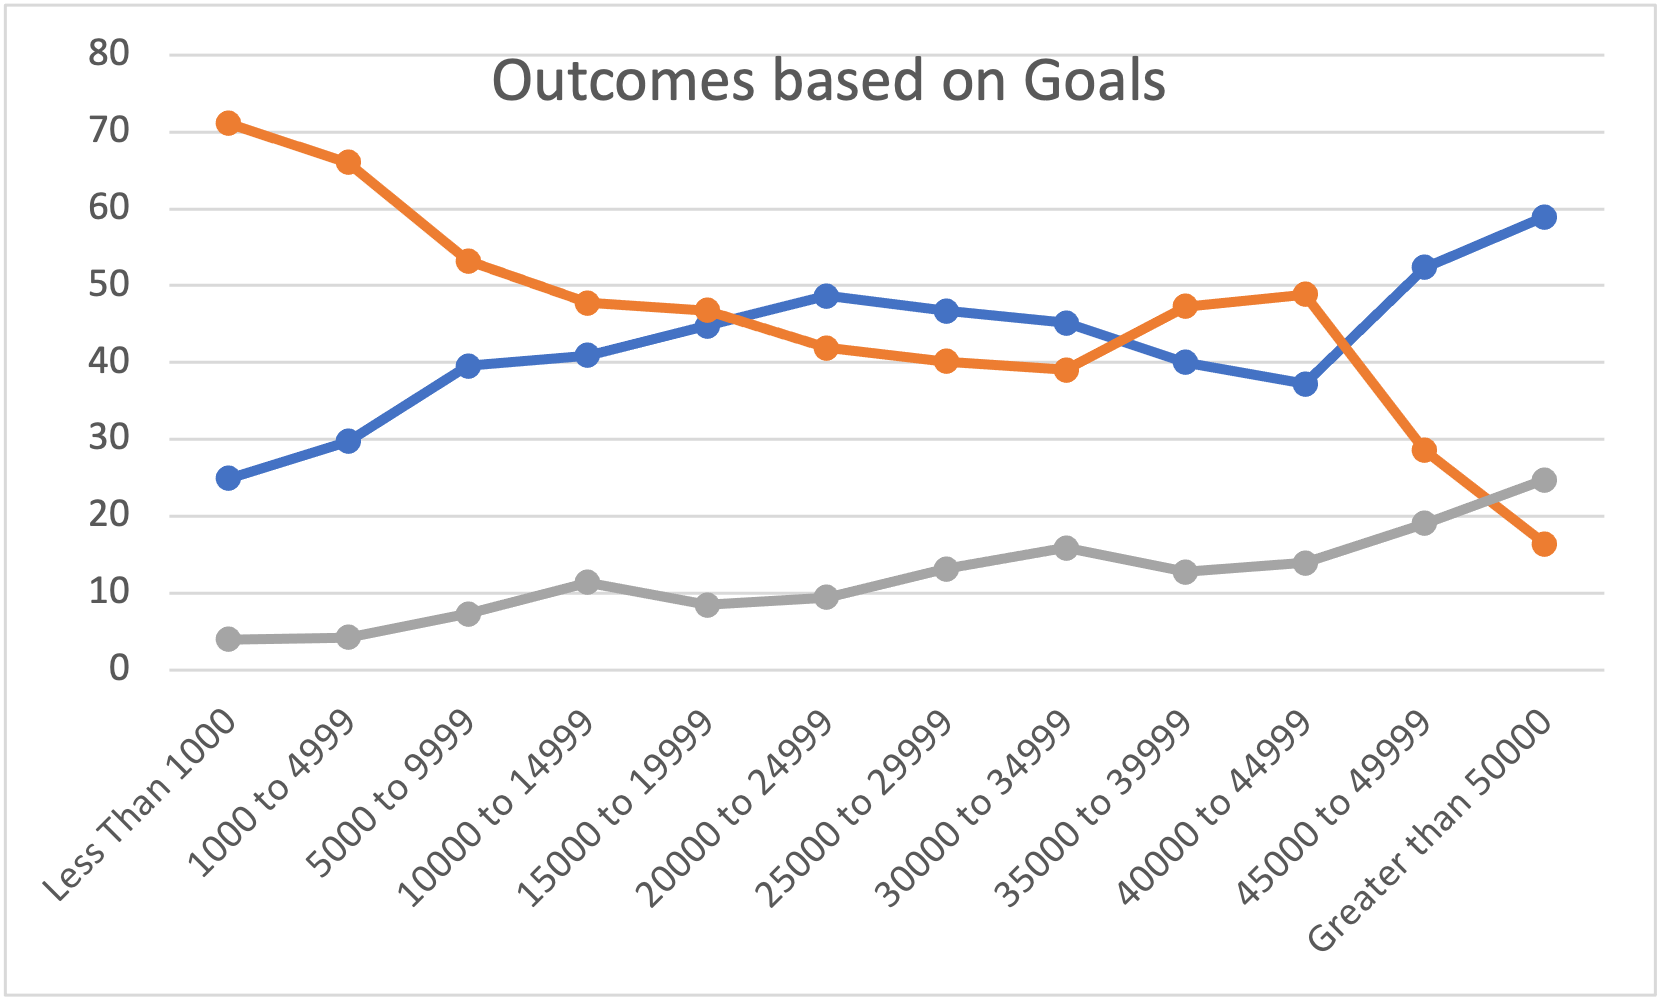 Outcomes based on Goals
80
70
60
50
40
30
20
10
0
Less Than 1000
1000 to 4999
5000 to 9999
10000 to 14999
15000 to 19999
20000 to 24999
25000 to 29999
30000 to 34999
35000 to 39999
40000 to 44999
45000 to 49999
Greater than 50000